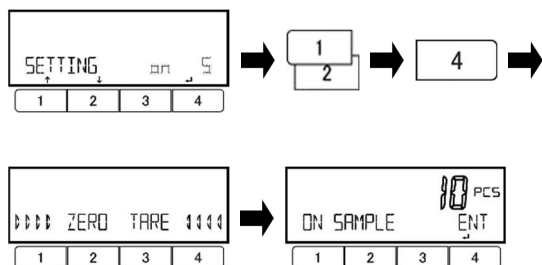 SETTING on 5
1 2 3 4
1
2
4
ZERO TARE
1 2 3 4
10 PCS
ON SAMPLE ENT
1 2 3 4